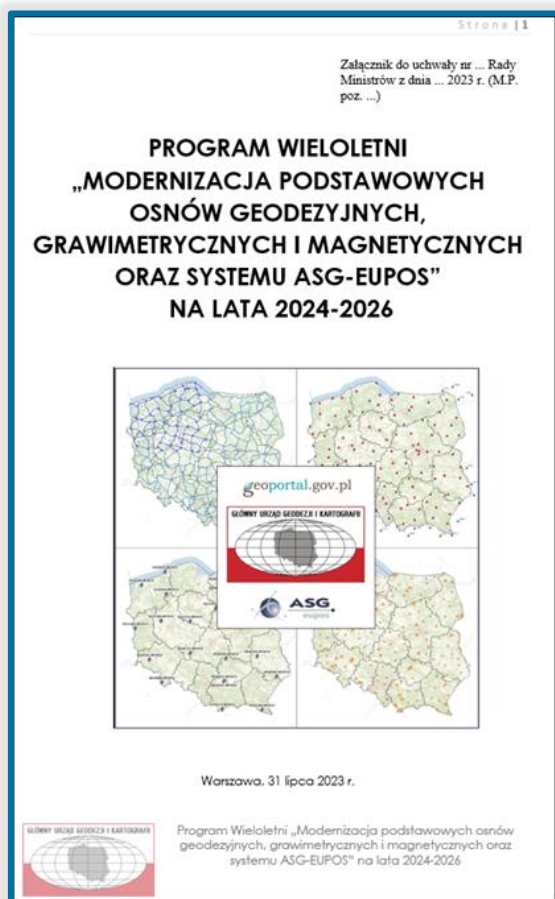 Strona | 1
Załącznik do uchwały nr ... Rady
Ministrów z dnia ... 2023 r. (M.P.
poz. ...)
PROGRAM WIELOLETNI
„MODERNIZACJA PODSTAWOWYCH
OSNÓW GEODEZYJNYCH,
GRAWIMETRYCZNYCH I MAGNETYCZNYCH
ORAZ SYSTEMU ASG-EUPOS”
NA LATA 2024-2026
geoportal.gov.pl
GŁÓWNY URZĄD GEODEZJI I KARTOGRAFII
ASG
eupos
Warszawa, 31 lipca 2023 r.
GŁÓWNY URZĄD GEODEZJI I KARTOGRAFII
Program Wieloletni „Modernizacja podstawowych osnów
geodezyjnych, grawimetrycznych i magnetycznych oraz
systemu ASG-EUPOS” na lata 2024-2026